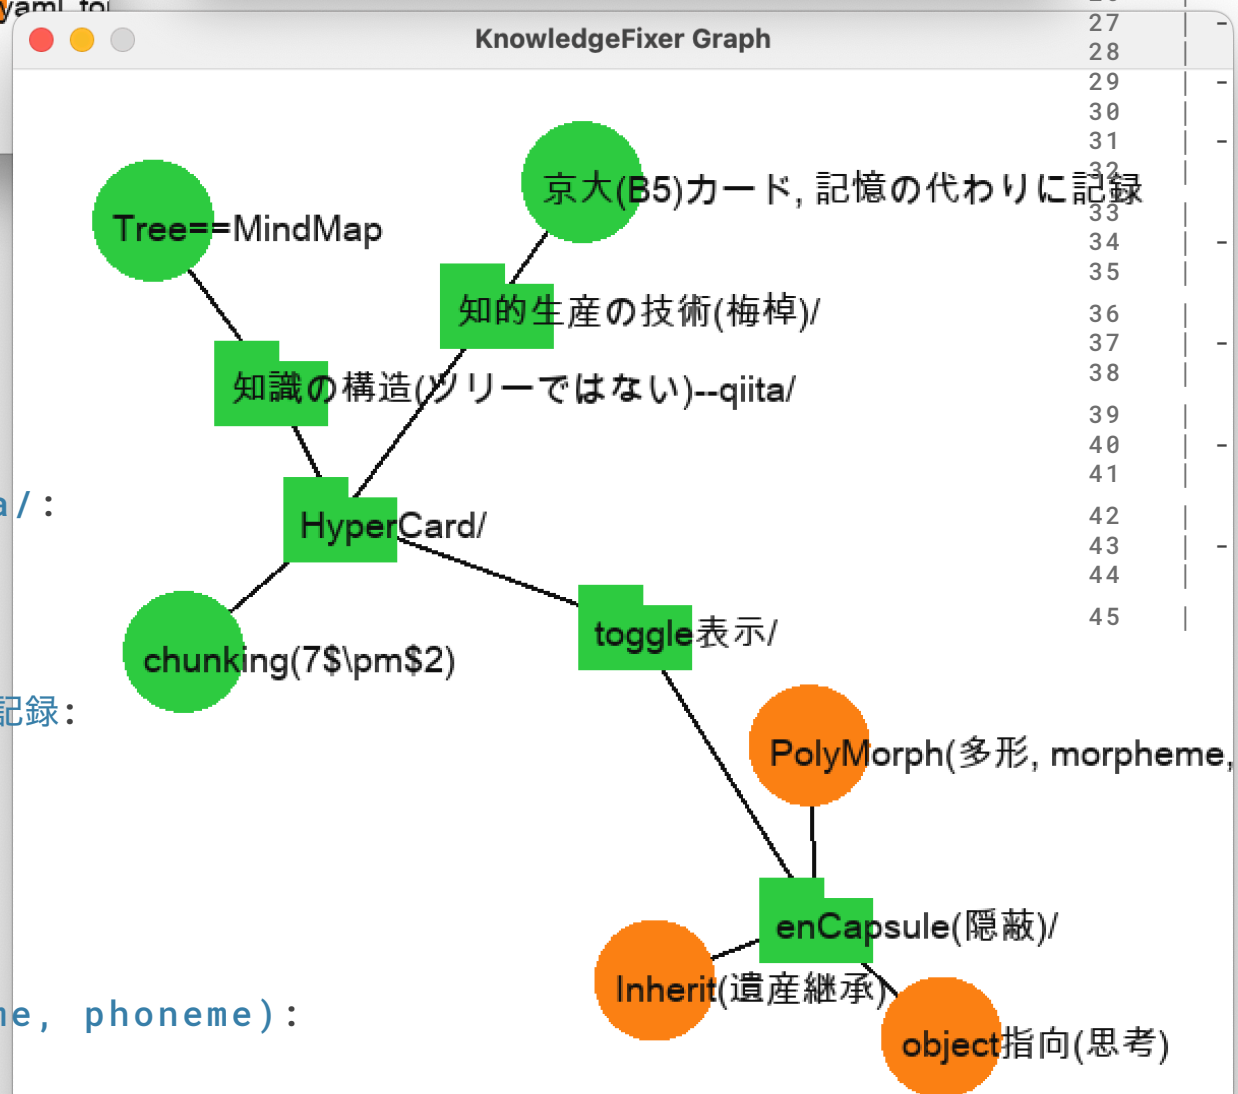 yaml
KnowledgeFixer Graph
27 | -
28 |
29 | -
30 |
31 | -
32 |
33 |
34 | -
35 |
36 |
37 | -
38 |
39 |
40 | -
41 |
42 |
43 | -
44 |
45 |
京大(B5)カード, 記憶の代わりに記録
Tree==MindMap
知的生産の技術(梅棹)/
知識の構造(ツリーではない)--qiita/
a/:
HyperCard/
toggle表示/
chunking(7$\pm$2)
記録:
PolyMorph(多形, morpheme,
enCapsule(隠蔽)/
Inherit(遺産継承)
me, phoneme):
object指向(思考)